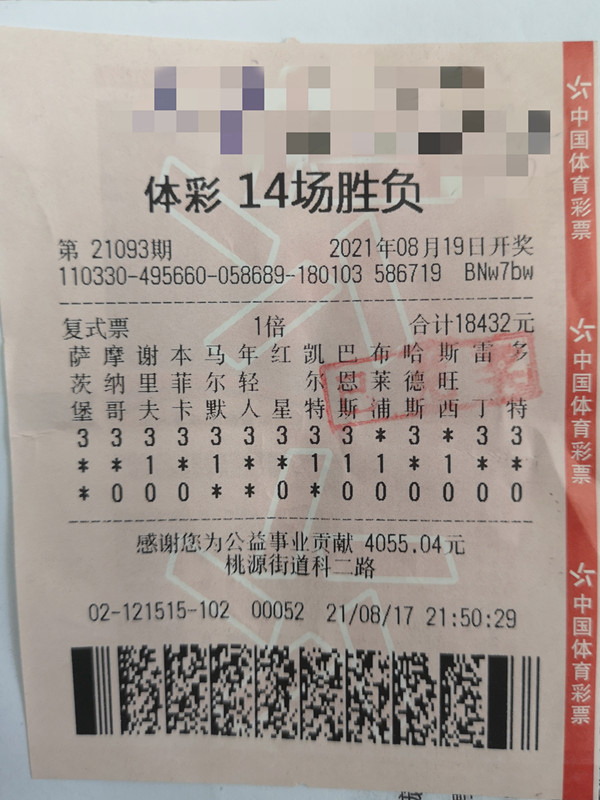 体彩 14场胜负
第 21093期 2021年08月19日开奖
110330-495660-058689-180103 586719 BNw7bw
复式票 1倍 合计18432元
萨 摩 谢 本 马 年 红 凯 巴 布 哈 斯 雷 多
茨 纳 里 菲 尔 轻 尔 恩 莱 德 旺
堡 哥 夫 卡 默 人 星 特 斯 浦 斯 西 丁 特
3 3 3 3 3 3 3 3 3 * 3 * 3 3
* * 1 * 1 * * 1 1 1 * 1 * *
* 0 0 0 * * 0 * 0 0 0 0 0 0
感谢您为公益事业贡献 4055.04元
桃源街道科二路
02-121515-102 00052 21/08/17 21:50:29
中国体育彩票
中国体育彩票
中国体育彩票